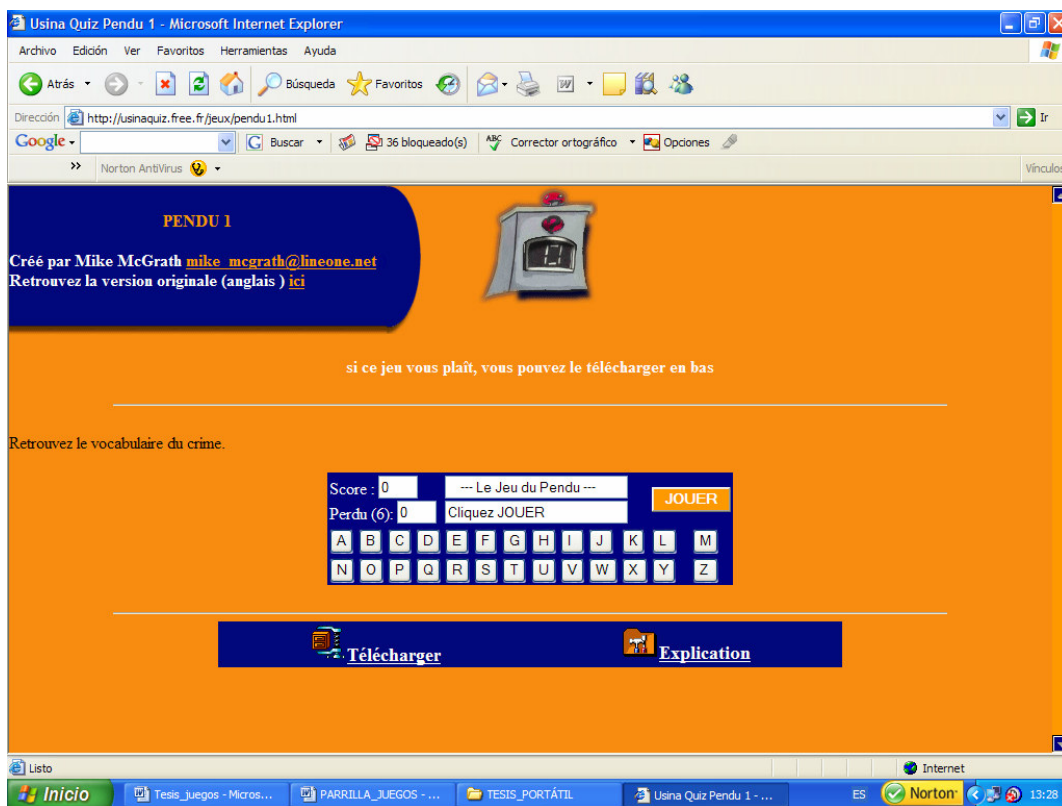 Usina Quiz Pendu 1 - Microsoft Internet Explorer
Archivo Edición Ver Favoritos Herramientas Ayuda
Atrás Búsqueda Favoritos
Dirección http://usinaquiz.free.fr/jeux/pendu1.html Ir
Google Buscar 36 bloqueado(s) ABC Corrector ortográfico Opciones
» Norton AntiVirus Vínculos
PENDU 1
Créé par Mike McGrath mike_mcgrath@lineone.net
Retrouvez la version originale (anglais ) ici
si ce jeu vous plaît, vous pouvez le télécharger en bas
Retrouvez le vocabulaire du crime.
Score : 0 --- Le Jeu du Pendu --- JOUER
Perdu (6): 0 Cliquez JOUER
A B C D E F G H I J K L M
N O P Q R S T U V W X Y Z
Télécharger Explication
Listo Internet
Inicio Tesis_juegos - Micros... PARRILLA_JUEGOS - ... TESIS_PORTÁTIL Usina Quiz Pendu 1 - ... ES Norton 13:28